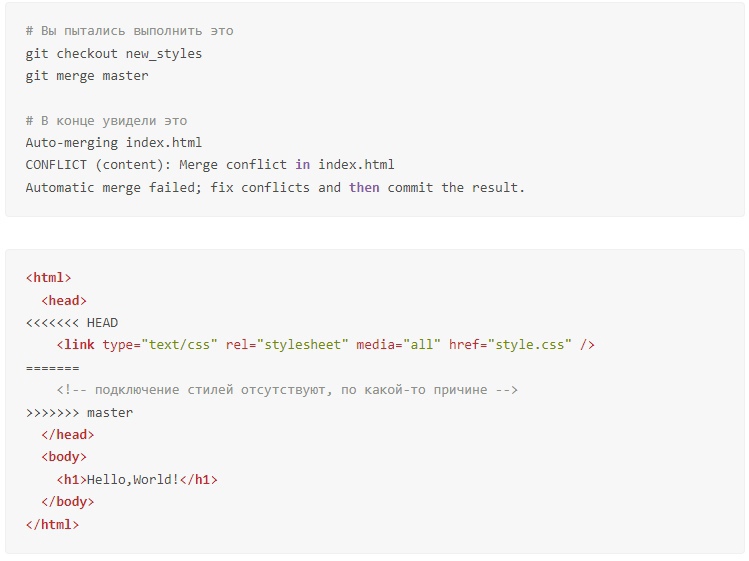 # Вы пытались выполнить это
git checkout new_styles
git merge master
# В конце увидели это
Auto-merging index.html
CONFLICT (content): Merge conflict in index.html
Automatic merge failed; fix conflicts and then commit the result.
<html>
<head>
<<<<<<< HEAD
<link type="text/css" rel="stylesheet" media="all" href="style.css" />
=======
<!-- подключение стилей отсутствуют, по какой-то причине -->
>>>>>>> master
</head>
<body>
<h1>Hello,World!</h1>
</body>
</html>